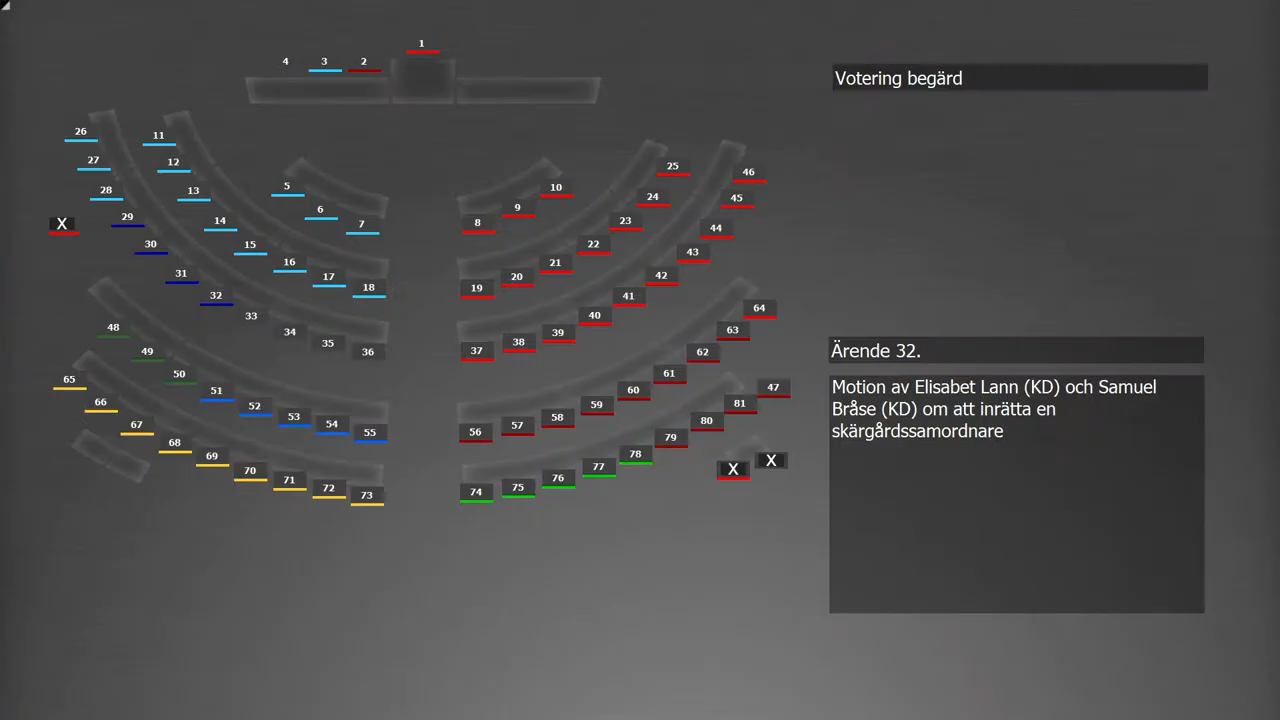 1
4 3 2
Votering begärd
26 11
27 12 25 46
28 13 5 10 24 45
X 29 14 6 9 23 44
30 15 7 8 22 43
31 16 17 18 19 20 21 42
32 33 34 35 36 37 38 39 40 41
48 49 50 51 52 53 54 55 56 57 58 59 60 61 62 63 64
Ärende 32.
65 66 67 68 69 70 71 72 73 74 75 76 77 78 79 80 81 47
X X
Motion av Elisabet Lann (KD) och Samuel
Bråse (KD) om att inrätta en
skärgårdssamordnare